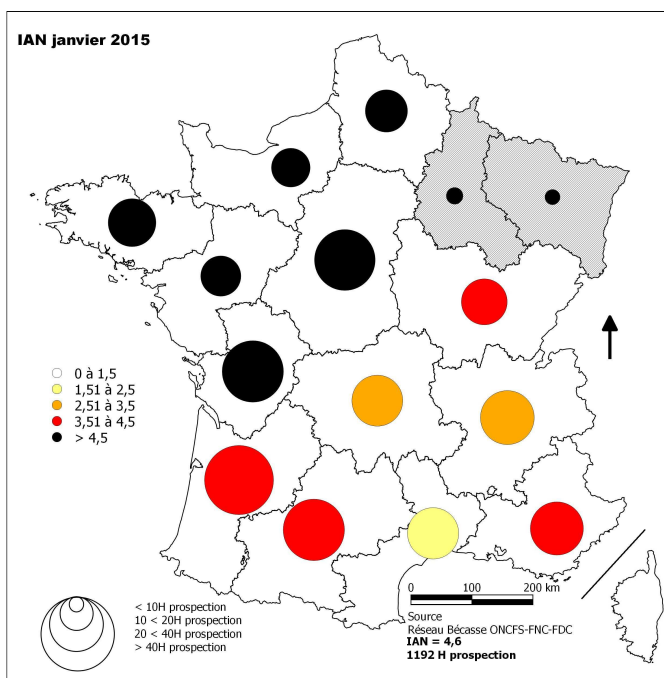 IAN janvier 2015
0 à 1,5
1,51 à 2,5
2,51 à 3,5
3,51 à 4,5
> 4,5
< 10H prospection
10 < 20H prospection
20 < 40H prospection
> 40H prospection
0 100 200 km
Source
Réseau Bécasse ONCFS-FNC-FDC
IAN = 4,6
1192 H prospection